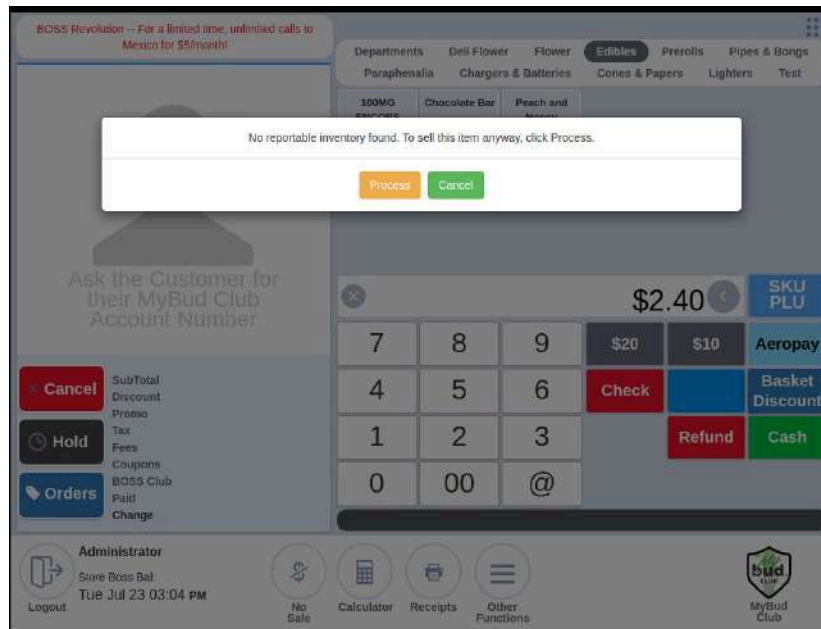 BOSS Revolution -- For a limited time, unlimited calls to
Mexico for $5/month!
Departments Deli Flower Flower Edibles Prerolls Pipes & Bongs
Paraphenalia Chargers & Batteries Cones & Papers Lighters Test
100MG Chocolate Bar Peach and
No reportable inventory found. To sell this item anyway, click Process.
Process Cancel
Ask the Customer for
their MyBud Club
Account Number
$2.40
SKU
PLU
7 8 9 $20 $10 Aeropay
Cancel
SubTotal
Discount
Promo
4 5 6 Check Basket
Discount
Hold
Tax
Fees
Coupons
1 2 3 Refund Cash
Orders
BOSS Club
Paid
Change
0 00 @
Administrator
Store Boss Bal:
Tue Jul 23 03:04 PM
Logout
No
Sale
Calculator
Receipts
Other
Functions
My
bud
CLUB
MyBud
Club